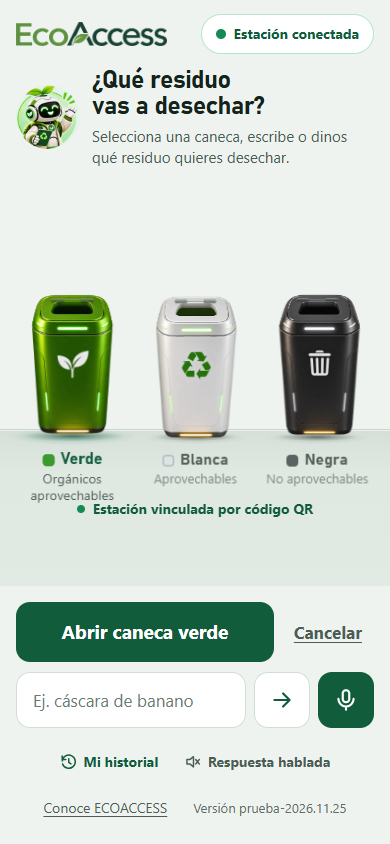 EcoAccess
Estación conectada
¿Qué residuo
vas a desechar?
Selecciona una caneca, escribe o dinos
qué residuo quieres desechar.
Verde
Orgánicos
aprovechables
Blanca
Aprovechables
Negra
No aprovechables
Estación vinculada por código QR
Abrir caneca verde
Cancelar
Ej. cáscara de banano
Mi historial
Respuesta hablada
Conoce ECOACCESS
Versión prueba-2026.11.25